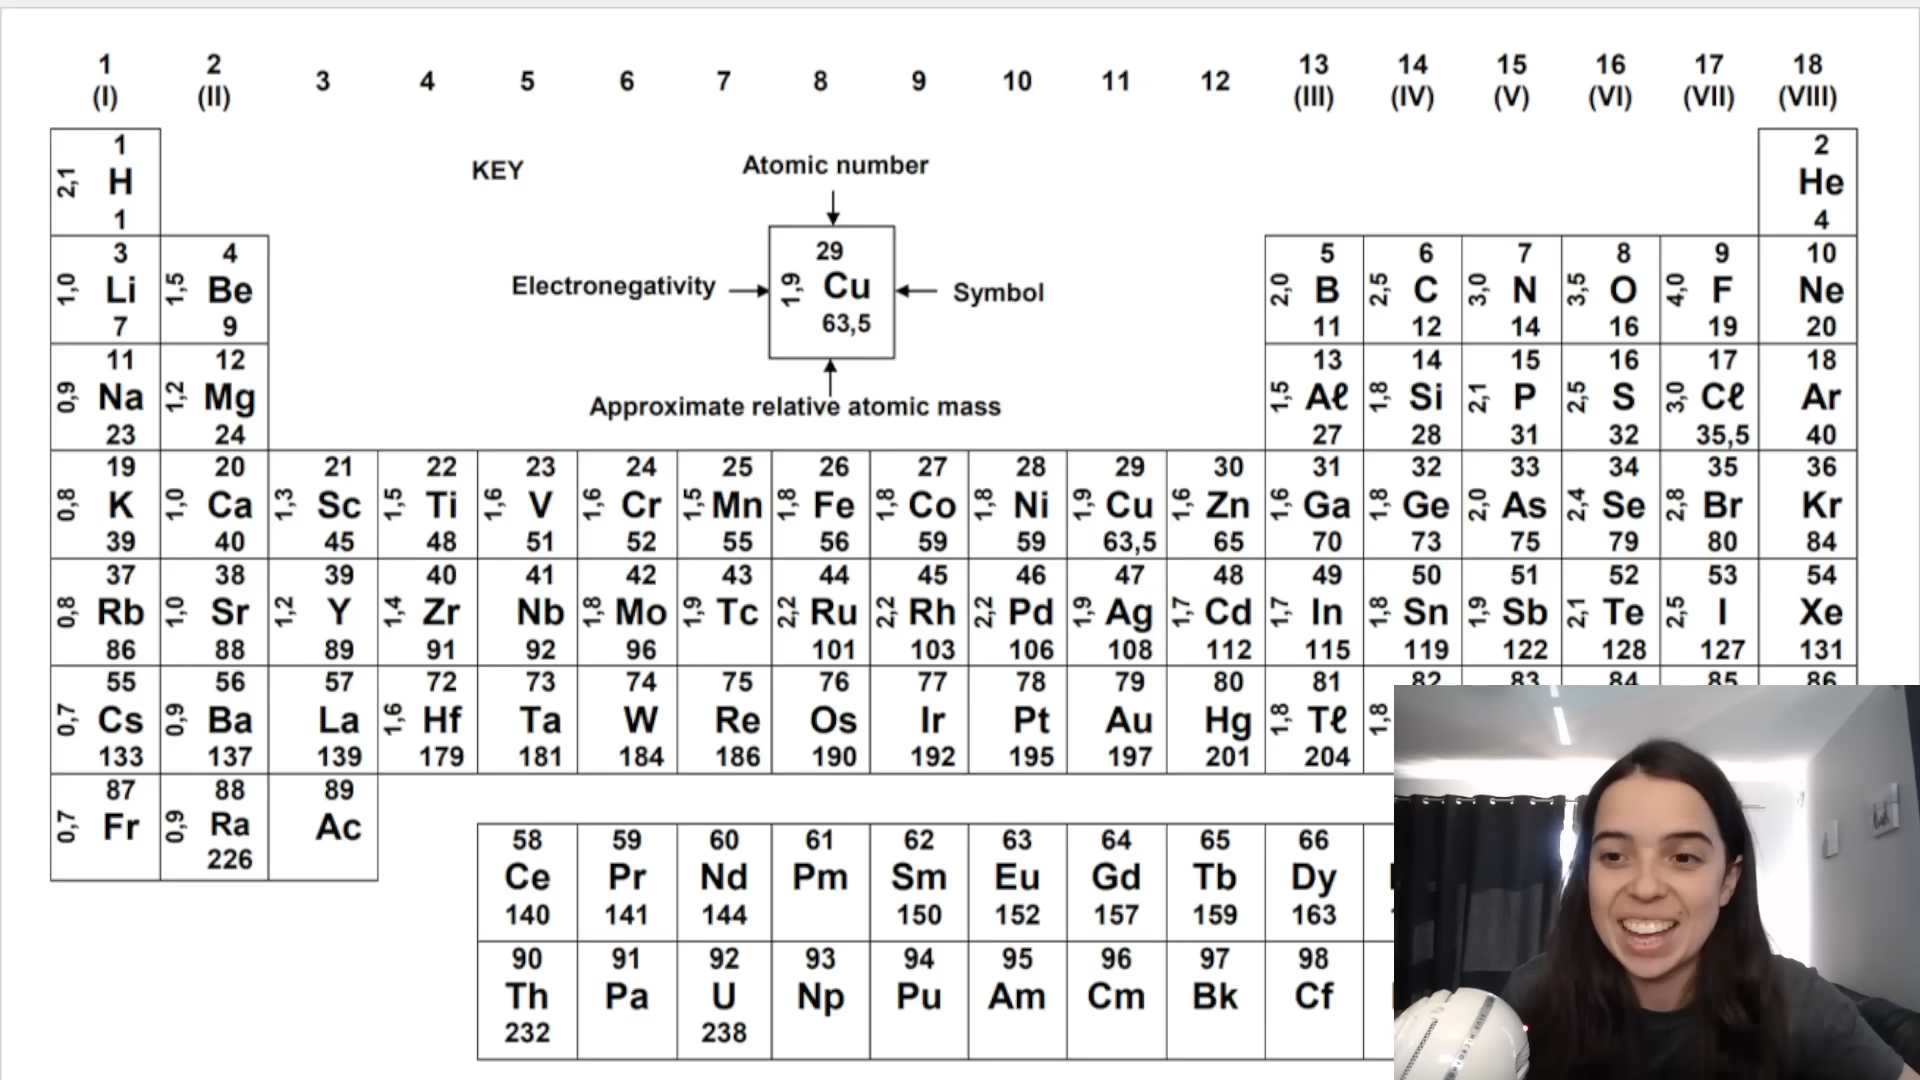 1 2 3 4 5 6 7 8 9 10 11 12 13 14 15 16 17 18
(I) (II) (III) (IV) (V) (VI) (VII) (VIII)
KEY
Atomic number
29
Electronegativity 1,9 Cu Symbol
63,5
Approximate relative atomic mass
1 2
2,1 H He
1 4
3 4 5 6 7 8 9 10
1,0 Li 1,5 Be 2,0 B 2,5 C 3,0 N 3,5 O 4,0 F Ne
7 9 11 12 14 16 19 20
11 12 13 14 15 16 17 18
0,9 Na 1,2 Mg 1,5 Aℓ 1,8 Si 2,1 P 2,5 S 3,0 Cℓ Ar
23 24 27 28 31 32 35,5 40
19 20 21 22 23 24 25 26 27 28 29 30 31 32 33 34 35 36
0,8 K 1,0 Ca 1,3 Sc 1,5 Ti 1,6 V 1,6 Cr 1,5 Mn 1,8 Fe 1,8 Co 1,8 Ni 1,9 Cu 1,6 Zn 1,6 Ga 1,8 Ge 2,0 As 2,4 Se 2,8 Br Kr
39 40 45 48 51 52 55 56 59 59 63,5 65 70 73 75 79 80 84
37 38 39 40 41 42 43 44 45 46 47 48 49 50 51 52 53 54
0,8 Rb 1,0 Sr 1,2 Y 1,4 Zr Nb 1,8 Mo 1,9 Tc 2,2 Ru 2,2 Rh 2,2 Pd 1,9 Ag 1,7 Cd 1,7 In 1,8 Sn 1,9 Sb 2,1 Te 2,5 I Xe
86 88 89 91 92 96 101 103 106 108 112 115 119 122 128 127 131
55 56 57 72 73 74 75 76 77 78 79 80 81 82 83 84 85 86
0,7 Cs 0,9 Ba La 1,6 Hf Ta W Re Os Ir Pt Au Hg 1,8 Tℓ 1,8
133 137 139 179 181 184 186 190 192 195 197 201 204
87 88 89
0,7 Fr 0,9 Ra Ac
226
58 59 60 61 62 63 64 65 66
Ce Pr Nd Pm Sm Eu Gd Tb Dy
140 141 144 150 152 157 159 163
90 91 92 93 94 95 96 97 98
Th Pa U Np Pu Am Cm Bk Cf
232 238